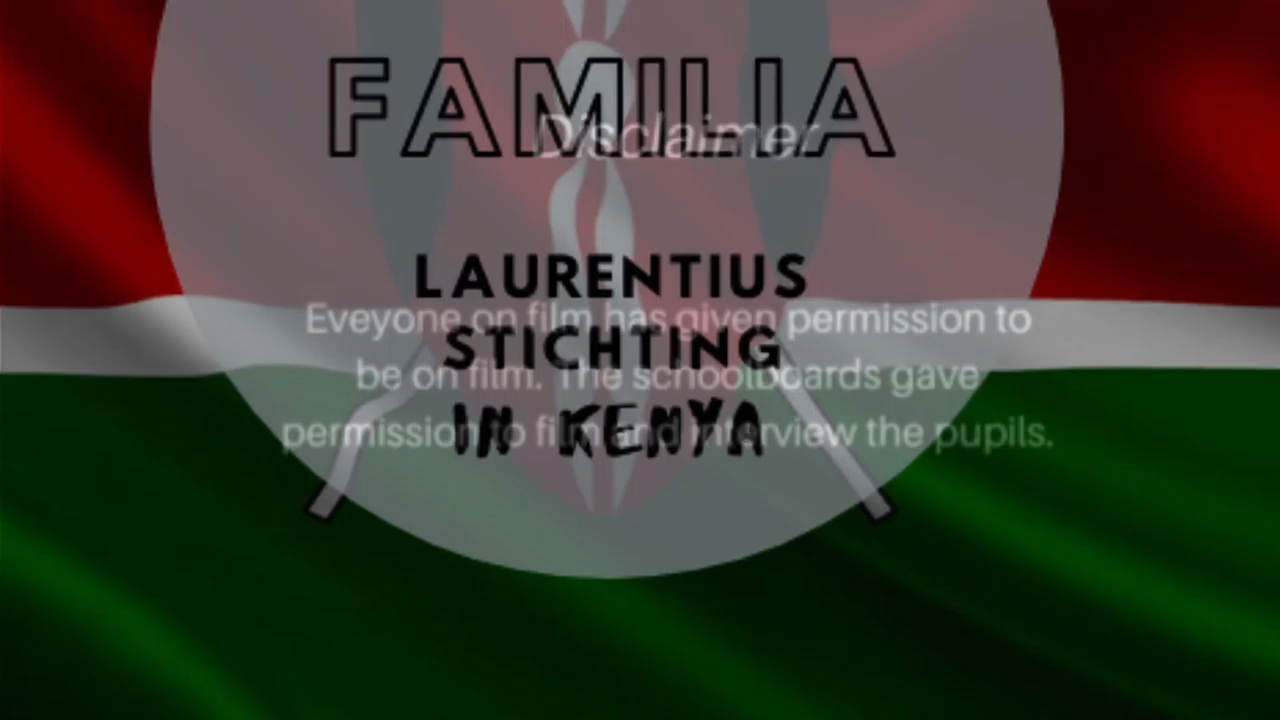 FAMILIA
Disclaimer
LAURENTIUS
Eveyone on film has given permission to
STICHTING
be on film. The schoolboards gave
IN KENYA
permission to film and interview the pupils.